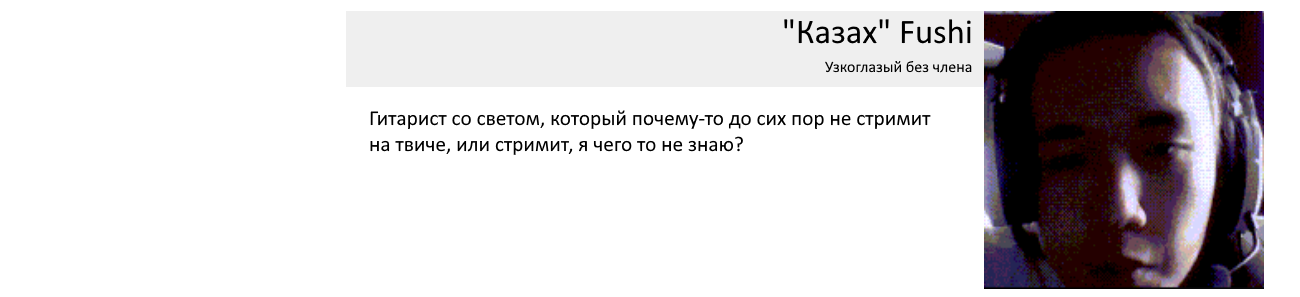 "Казах" Fushi
Узкоглазый без члена
Гитарист со светом, который почему-то до сих пор не стримит
на твиче, или стримит, я чего то не знаю?